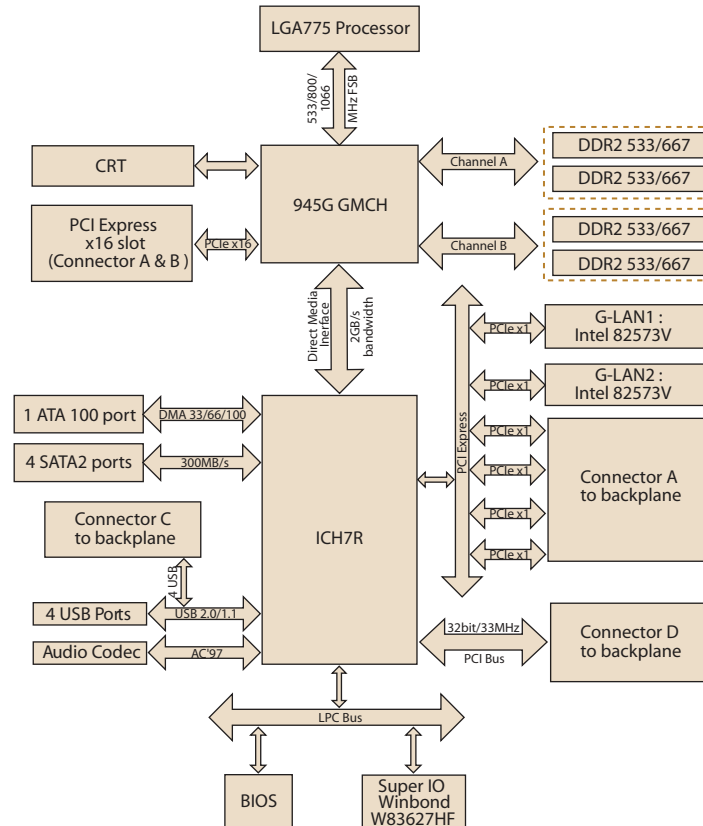 LGA775 Processor
533/800/
1066
MHz FSB
CRT
945G GMCH
Channel A
DDR2 533/667
DDR2 533/667
PCI Express
x16 slot
(Connector A & B )
PCIe x16
Channel B
DDR2 533/667
DDR2 533/667
Direct Media
Inerface
2GB/s
bandwidth
PCI Express
PCIe x1
G-LAN1 :
Intel 82573V
PCIe x1
G-LAN2 :
Intel 82573V
1 ATA 100 port
DMA 33/66/100
4 SATA2 ports
300MB/s
ICH7R
PCIe x1
PCIe x1
PCIe x1
PCIe x1
Connector A
to backplane
Connector C
to backplane
4 USB
4 USB Ports
USB 2.0/1.1
Audio Codec
AC'97
32bit/33MHz
PCI Bus
Connector D
to backplane
LPC Bus
BIOS
Super IO
Winbond
W83627HF